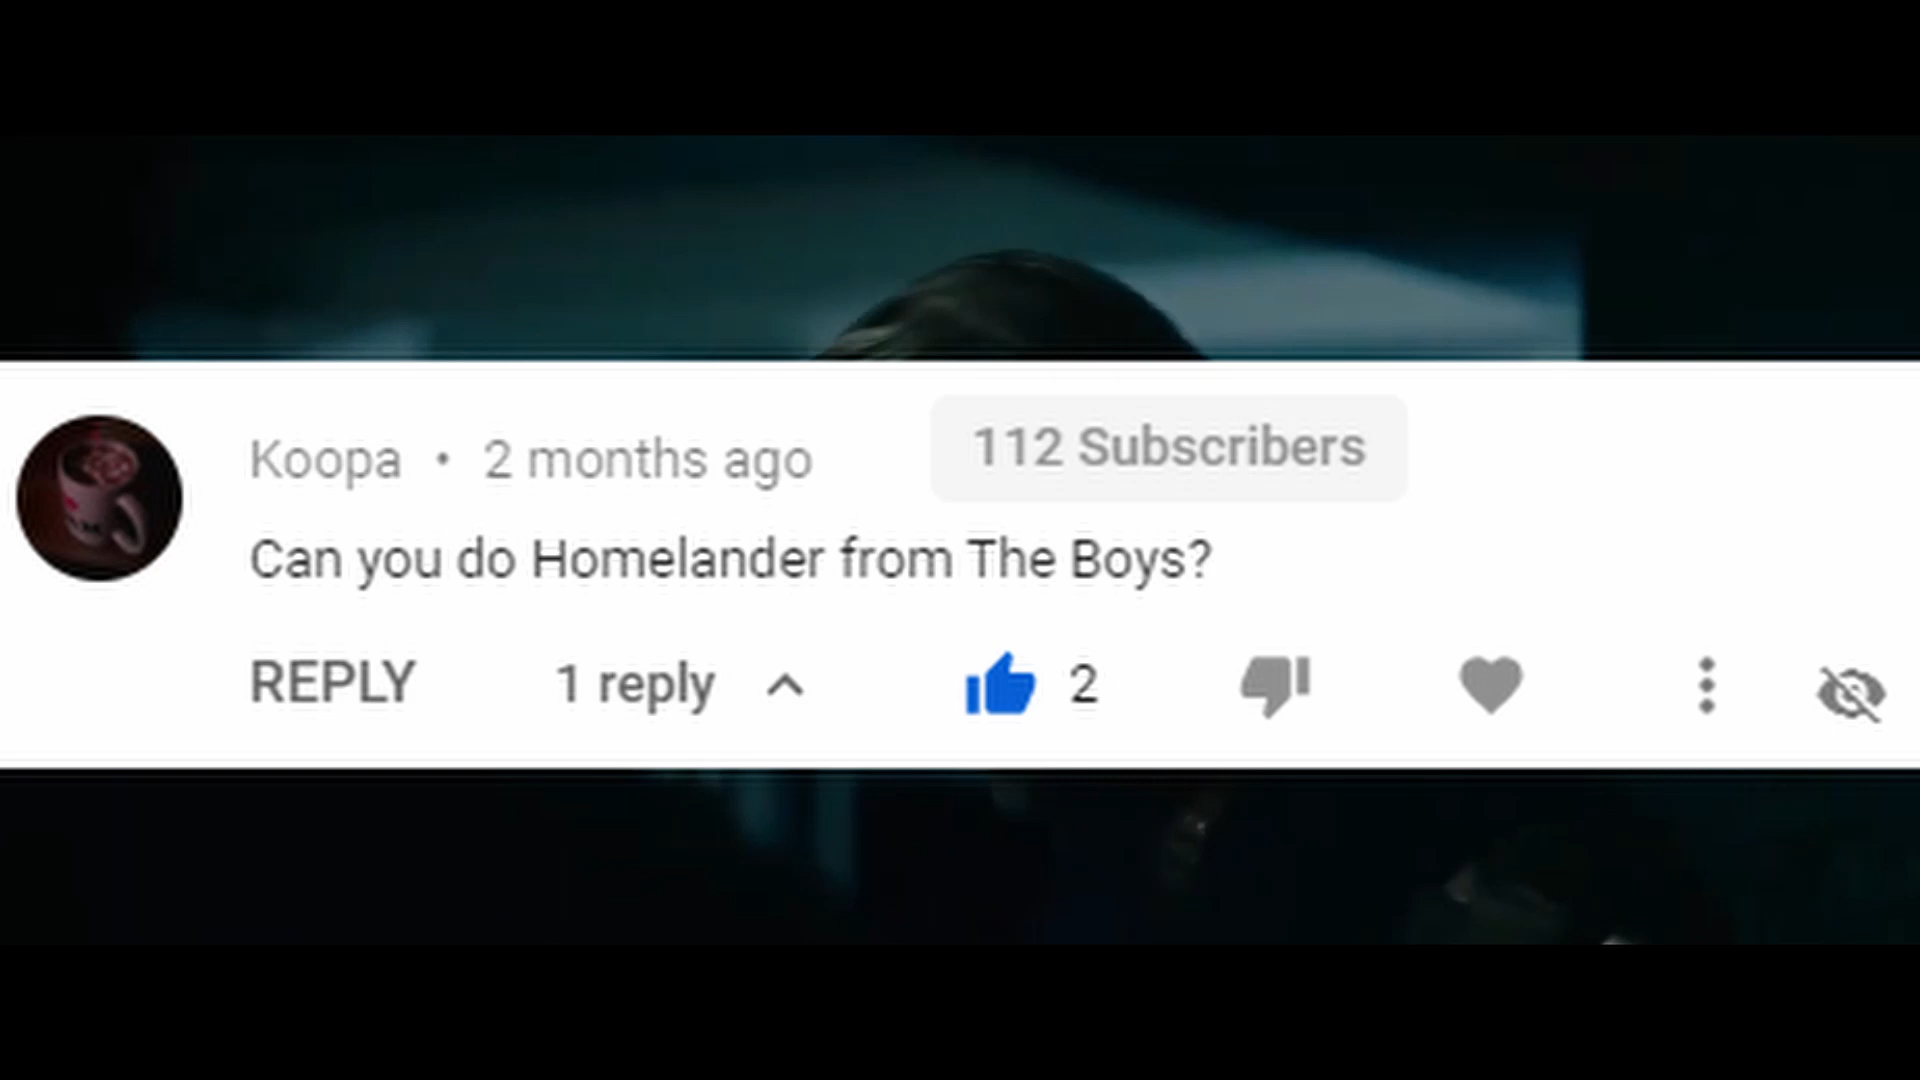 Koopa • 2 months ago 112 Subscribers
Can you do Homelander from The Boys?
REPLY 1 reply 2